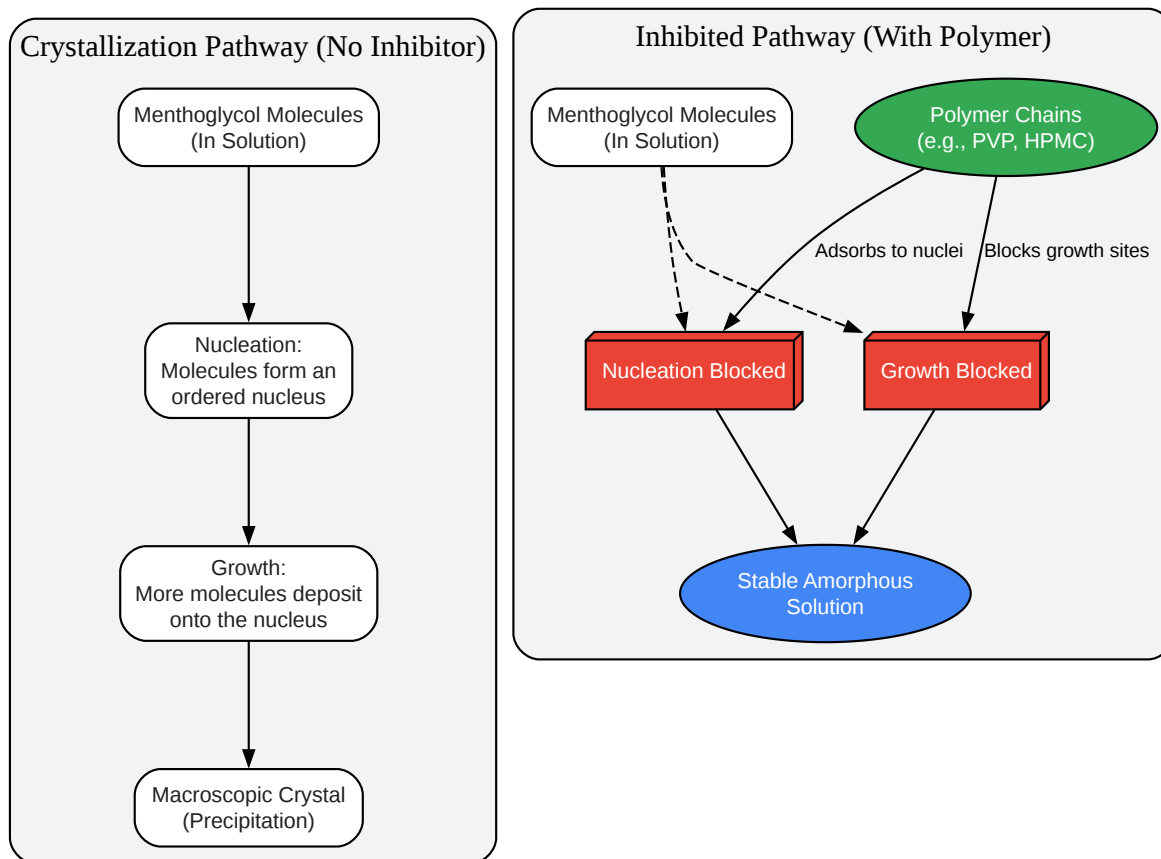 Crystallization Pathway (No Inhibitor)
Menthoglycol Molecules
(In Solution)
Nucleation:
Molecules form an
ordered nucleus
Growth:
More molecules deposit
onto the nucleus
Macroscopic Crystal
(Precipitation)
Inhibited Pathway (With Polymer)
Menthoglycol Molecules
(In Solution)
Polymer Chains
(e.g., PVP, HPMC)
Adsorbs to nuclei
Blocks growth sites
Nucleation Blocked
Growth Blocked
Stable Amorphous
Solution